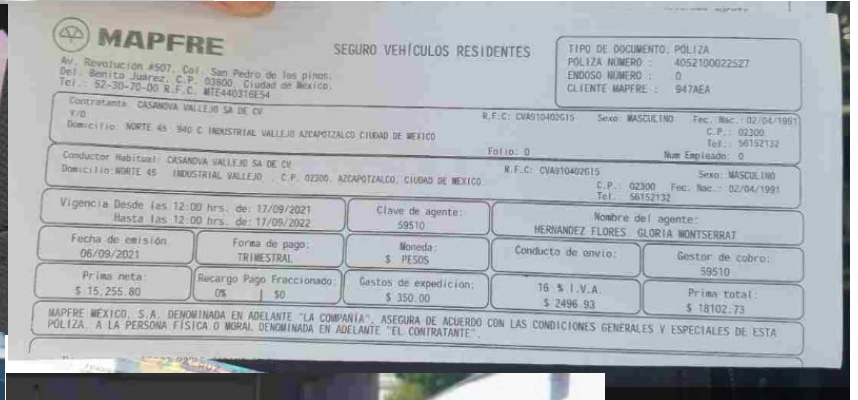 MAPFRE
SEGURO VEHÍCULOS RESIDENTES
Av. Revolución #507, Col. San Pedro de los pinos.
Del. Benito Juárez. C.P. 03800, Ciudad de México.
Tel.: 52-30-70-00 R.F.C. MTE440316E54
TIPO DE DOCUMENTO: POLIZA
POLIZA NUMERO : 4052100022527
ENDOSO NUMERO : 0
CLIENTE MAPFRE : 947AEA
Contratante: CASANOVA VALLEJO SA DE CV
Y/O
R.F.C: CVA910402G15 Sexo: MASCULINO Fec. Nac.: 02/04/1991
Domicilio: NORTE 45 940 C INDUSTRIAL VALLEJO AZCAPOTZALCO CIUDAD DE MEXICO
C.P.: 02300
Tel.: 56152132
Folio: 0 Num Empleado: 0
Conductor Habitual: CASANOVA VALLEJO SA DE CV
R.F.C: CVA910402G15 Sexo: MASCULINO
Domicilio: NORTE 45 INDUSTRIAL VALLEJO , C.P. 02300, AZCAPOTZALCO, CIUDAD DE MEXICO
C.P.: 02300 Fec. Nac.: 02/04/1991
Tel.: 56152132
Vigencia Desde las 12:00 hrs. de: 17/09/2021
Hasta las 12:00 hrs. de: 17/09/2022
Clave de agente:
59510
Nombre del agente:
HERNANDEZ FLORES GLORIA MONTSERRAT
Fecha de emisión
06/09/2021
Forma de pago:
TRIMESTRAL
Moneda:
$ PESOS
Conducto de envío:
Gestor de cobro:
59510
Prima neta:
$ 15,255.80
Recargo Pago Fraccionado:
0% | $0
Gastos de expedición:
$ 350.00
16 % I.V.A.
$ 2496.93
Prima total:
$ 18102.73
MAPFRE MÉXICO, S.A. DENOMINADA EN ADELANTE "LA COMPAÑÍA", ASEGURA DE ACUERDO CON LAS CONDICIONES GENERALES Y ESPECIALES DE ESTA
PÓLIZA, A LA PERSONA FÍSICA O MORAL DENOMINADA EN ADELANTE "EL CONTRATANTE".